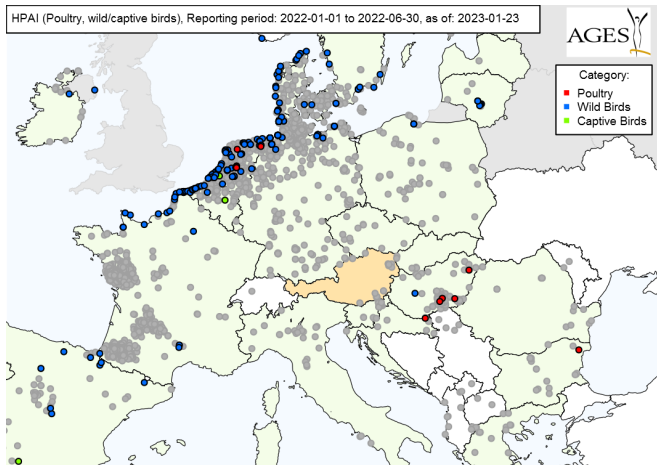 HPAI (Poultry, wild/captive birds), Reporting period: 2022-01-01 to 2022-06-30, as of: 2023-01-23
AGES
Category:
Poultry
Wild Birds
Captive Birds